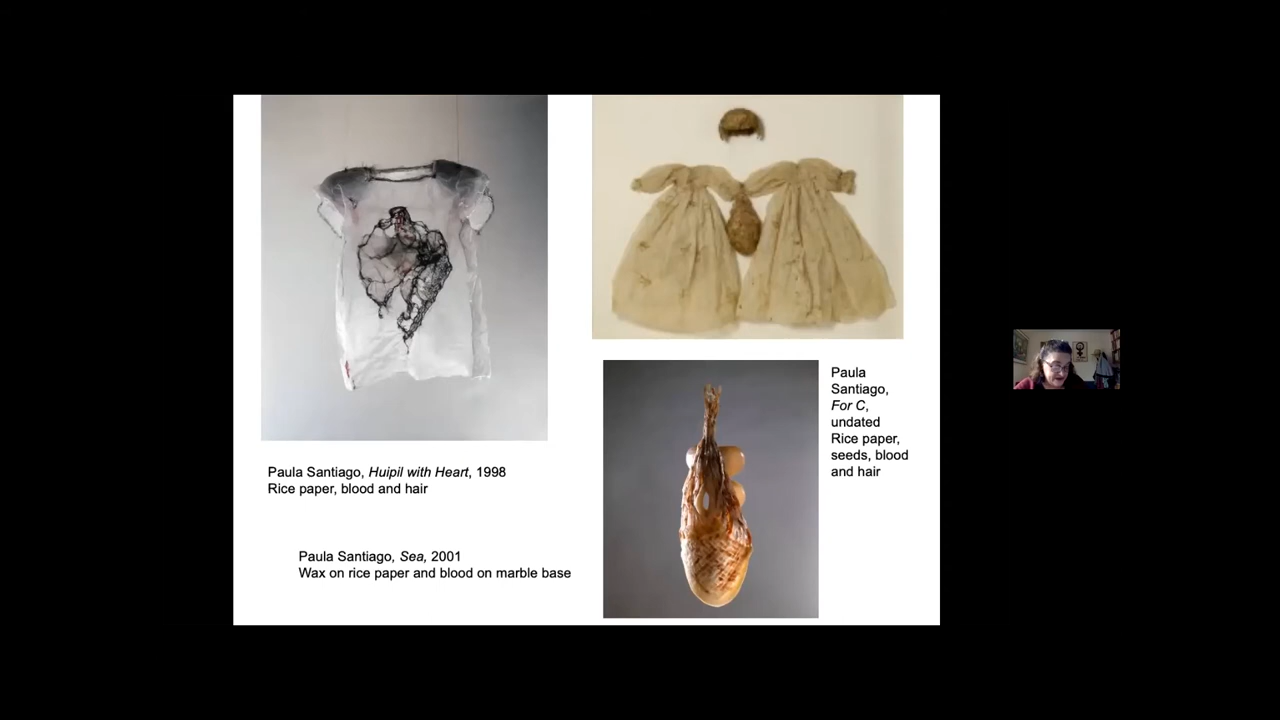 Paula Santiago, Huipil with Heart, 1998
Rice paper, blood and hair
Paula Santiago, Sea, 2001
Wax on rice paper and blood on marble base
Paula
Santiago,
For C,
undated
Rice paper,
seeds, blood
and hair